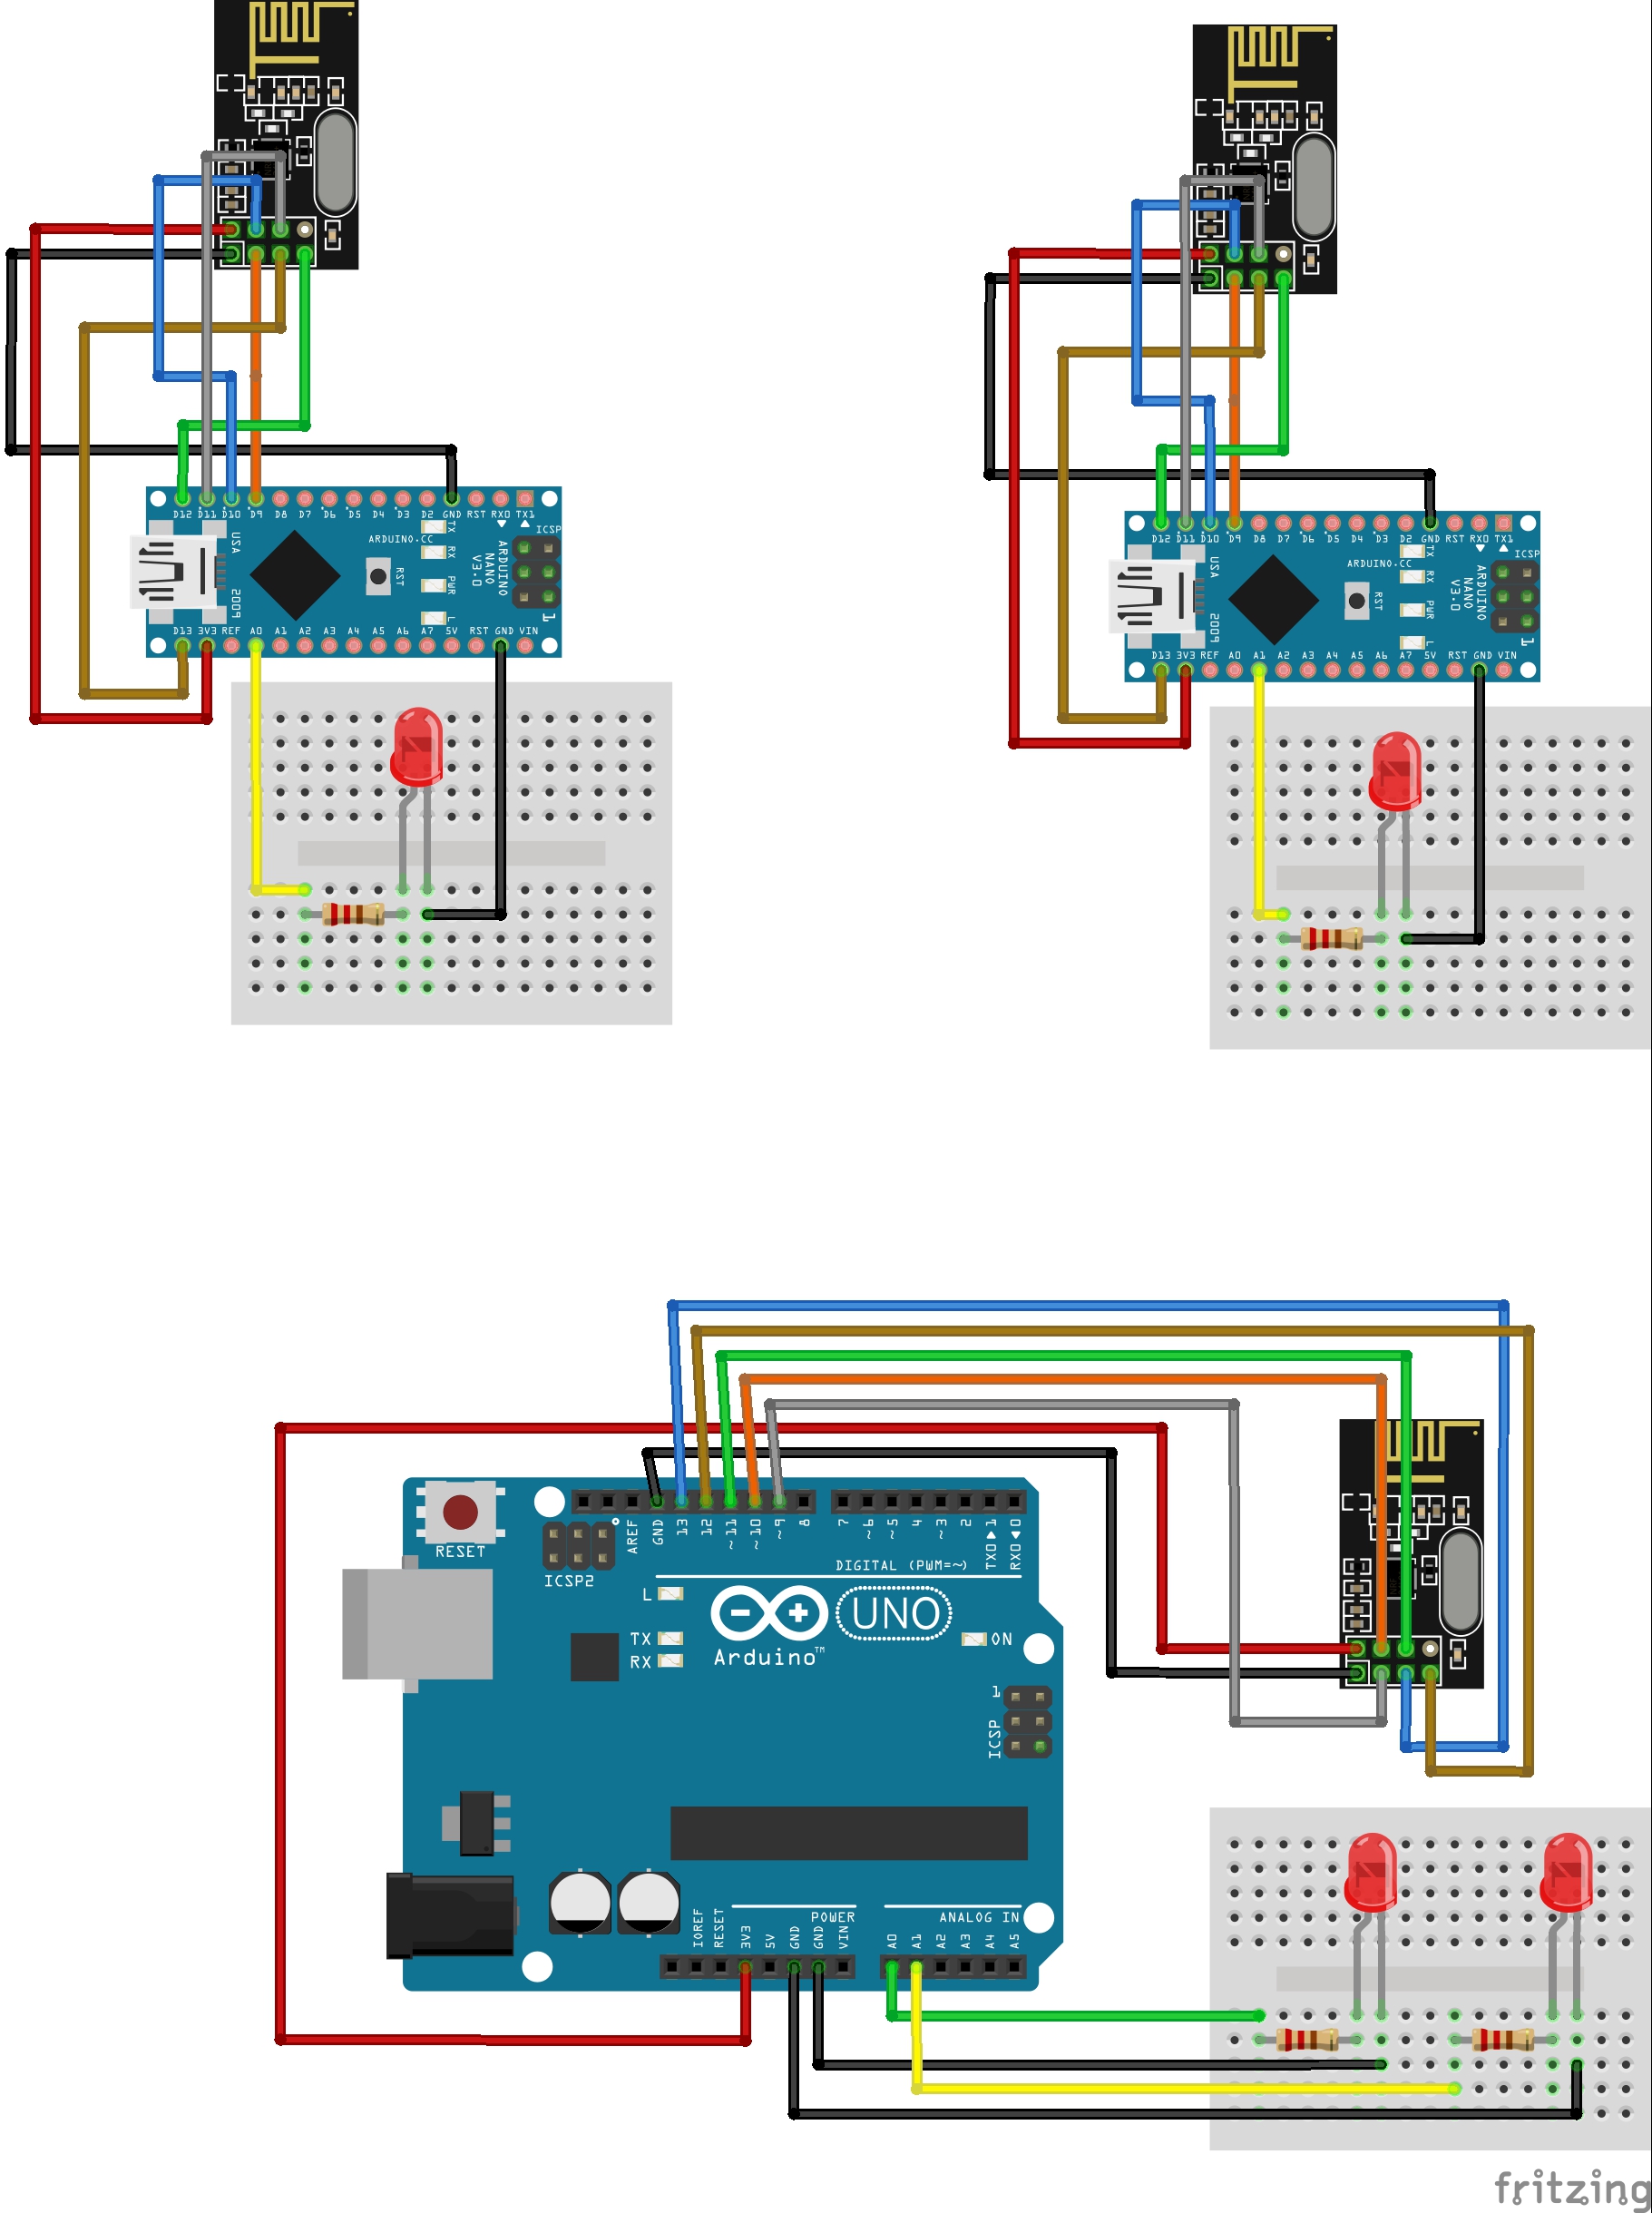 D12 D11 D10 D9 D8 D7 D6 D5 D4 D3 D2 GND RST RX0 TX1
TX
RX
PWR
L
ICSP
1
ARDUINO.CC
RST
ARDUINO
NANO
V3.0
USA
2009
D13 3V3 REF A0 A1 A2 A3 A4 A5 A6 A7 5V RST GND VIN
D12 D11 D10 D9 D8 D7 D6 D5 D4 D3 D2 GND RST RX0 TX1
TX
RX
PWR
L
ICSP
1
ARDUINO.CC
RST
ARDUINO
NANO
V3.0
USA
2009
D13 3V3 REF A0 A1 A2 A3 A4 A5 A6 A7 5V RST GND VIN
RESET
ICSP2
AREF
GND
13
12
~11
~10
~9
8
7
~6
~5
4
~3
2
TX0▶1
RX0◀0
DIGITAL (PWM=~)
L
TX
RX
UNO
Arduino™
ON
1
ICSP
IOREF
RESET
3V3
5V
GND
GND
VIN
POWER
ANALOG IN
A0
A1
A2
A3
A4
A5
fritzing